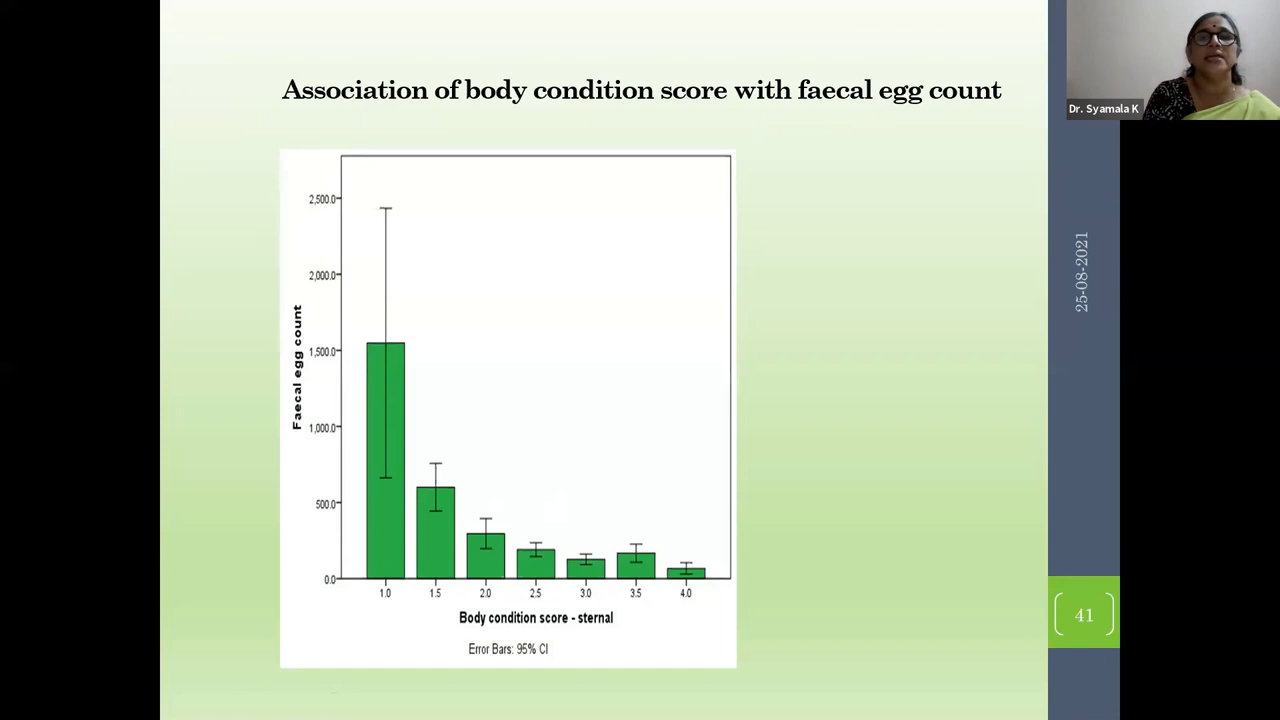 Association of body condition score with faecal egg count
Dr. Syamala K
25-08-2021
41
Faecal egg count
2,500.0
2,000.0
1,500.0
1,000.0
500.0
0.0
1.0 1.5 2.0 2.5 3.0 3.5 4.0
Body condition score - sternal
Error Bars: 95% CI